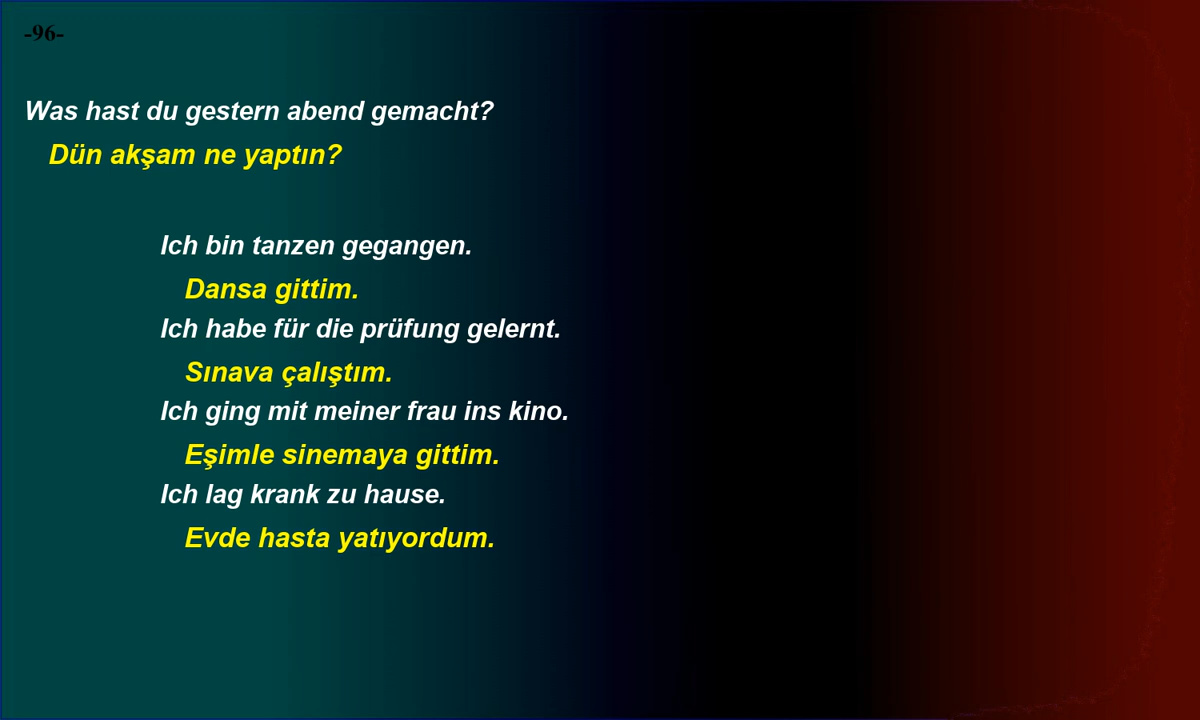 -96-
Was hast du gestern abend gemacht?
Dün akşam ne yaptın?
Ich bin tanzen gegangen.
Dansa gittim.
Ich habe für die prüfung gelernt.
Sınava çalıştım.
Ich ging mit meiner frau ins kino.
Eşimle sinemaya gittim.
Ich lag krank zu hause.
Evde hasta yatıyordum.